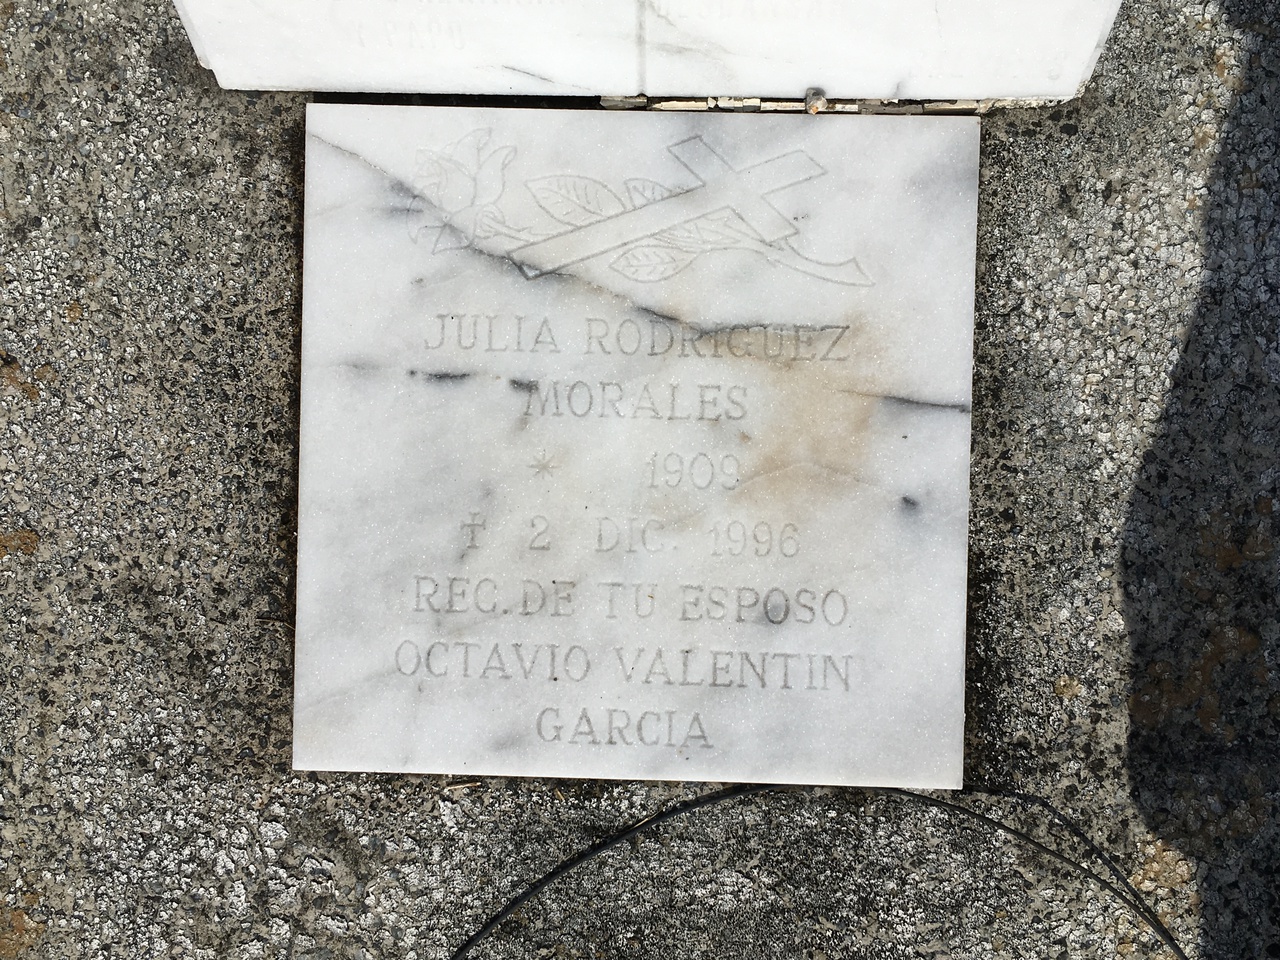 JULIA RODRIGUEZ
MORALES
* 1909
† 2 DIC. 1996
REC. DE TU ESPOSO
OCTAVIO VALENTIN
GARCIA